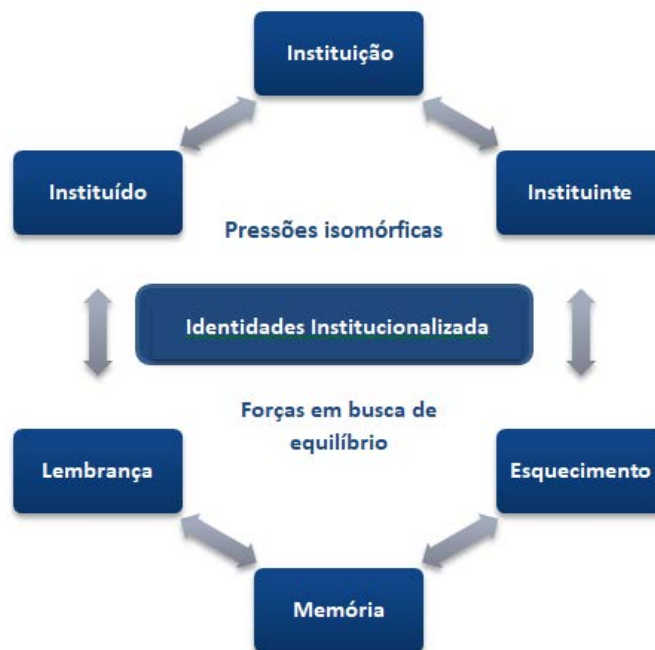 Instituição
Instituído
Instituinte
Pressões isomórficas
Identidades Institucionalizada
Forças em busca de
equilíbrio
Lembrança
Esquecimento
Memória